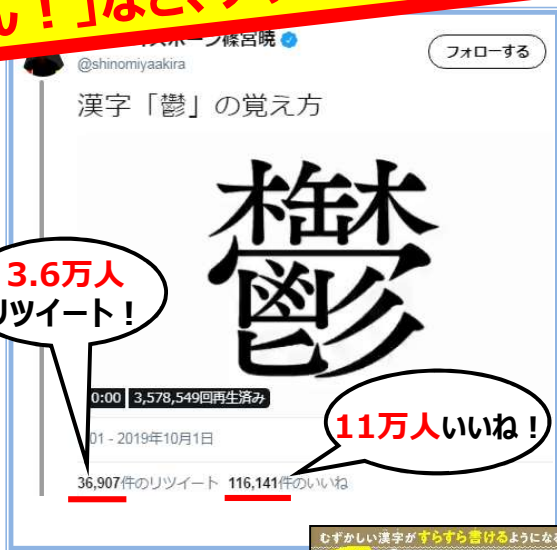 ん！」など、
スポーツ篠宮暁
@shinomiyaakira
フォローする
漢字「鬱」の覚え方
鬱
3.6万人
リツイート！
0:00 3,578,549回再生済み
01 - 2019年10月1日
11万人いいね！
36,907件のリツイート 116,141件のいいね
むずかしい漢字がすらすら書けるようにな